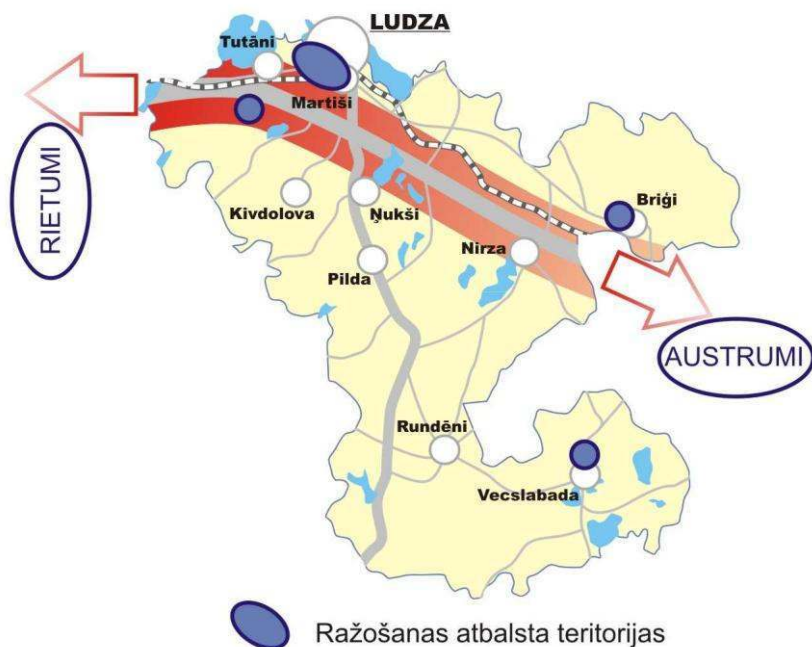 LUDZA
Tutāni
Martiši
RIETUMI
Kivdolova
Ņukši
Briģi
Nirza
Pilda
AUSTRUMI
Rundēni
Vecslabada
Ražošanas atbalsta teritorijas